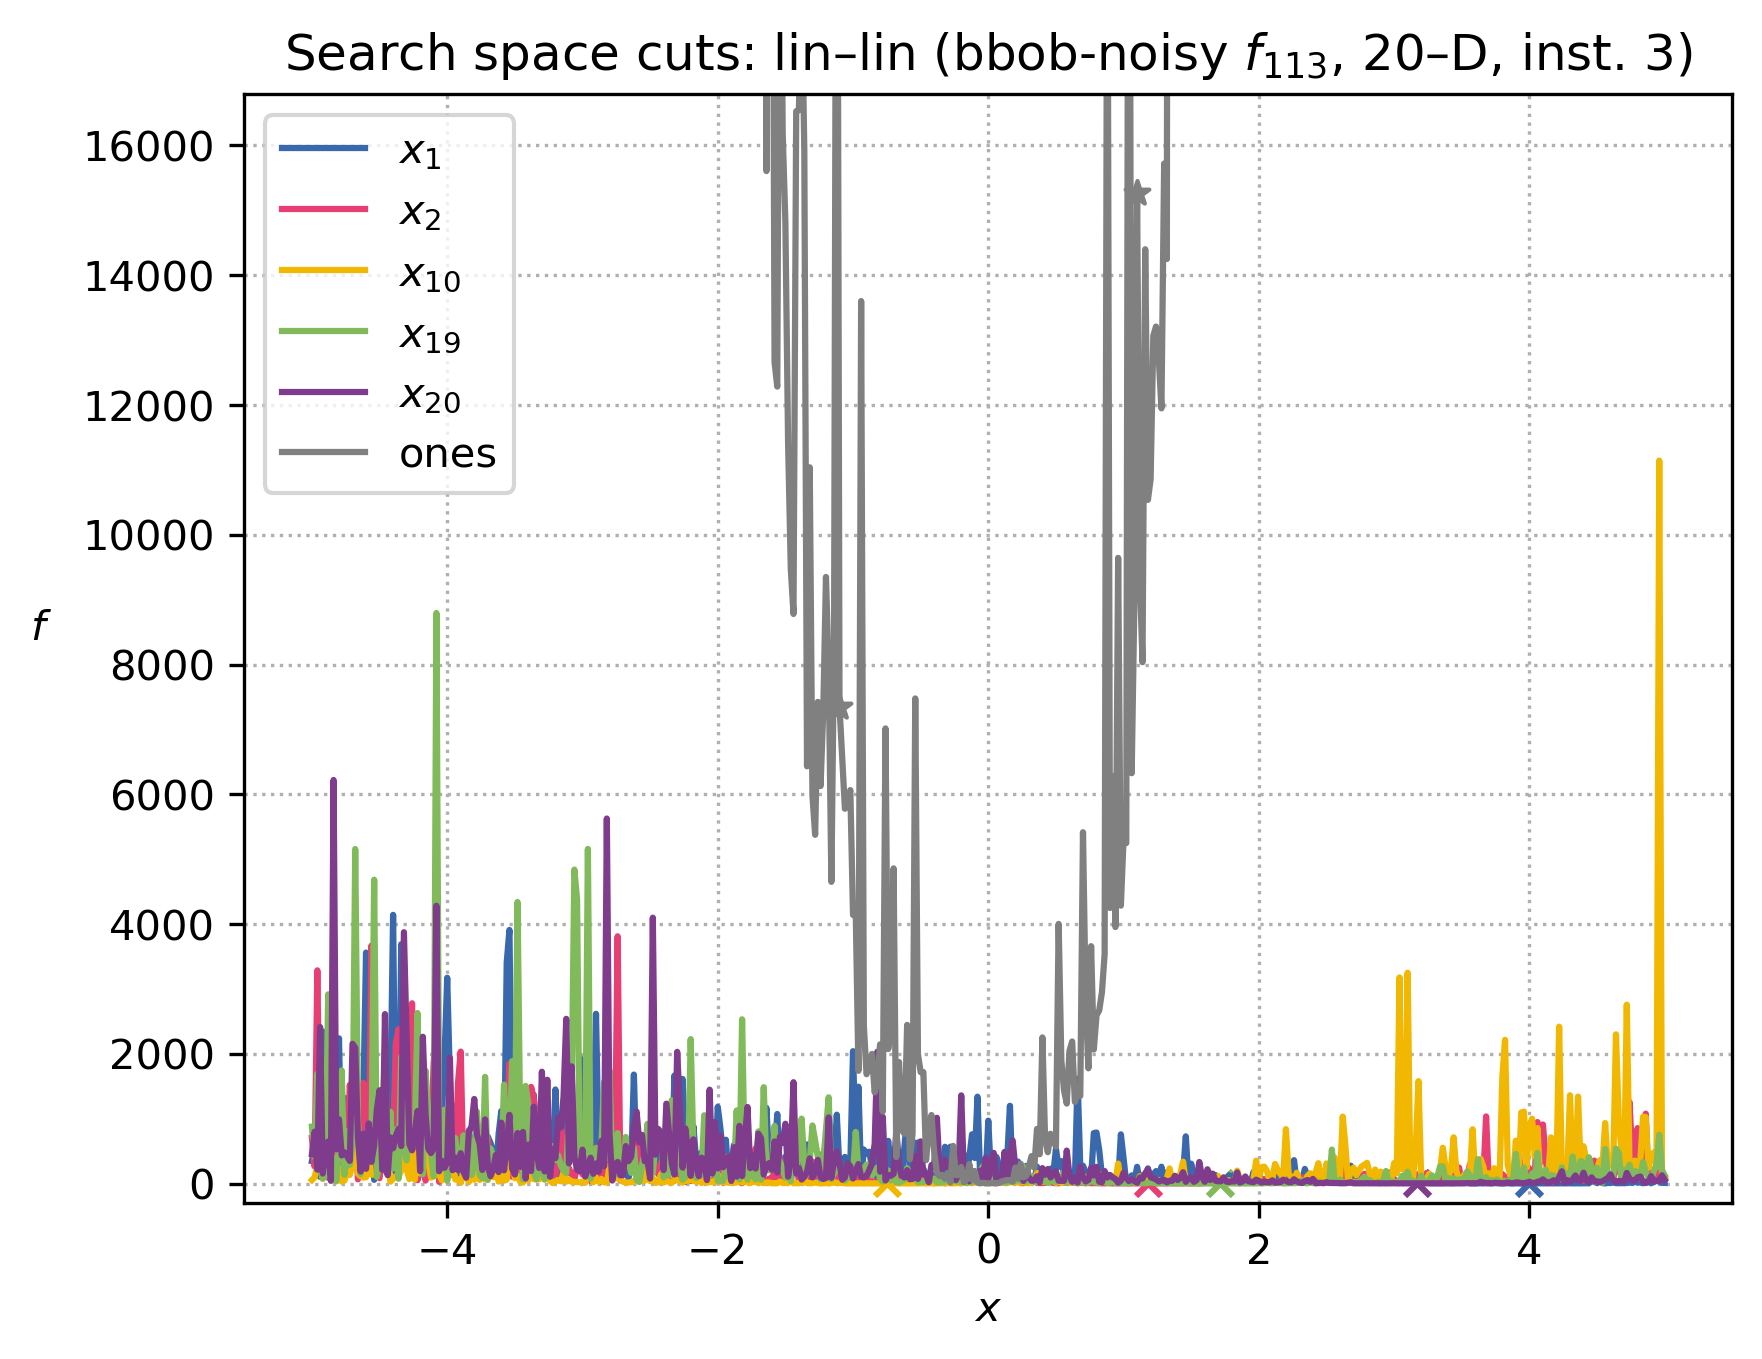 Search space cuts: lin–lin (bbob-noisy f113, 20–D, inst. 3)
x1
x2
x10
x19
x20
ones
16000
14000
12000
10000
8000
6000
4000
2000
0
f
−4
−2
0
2
4
x